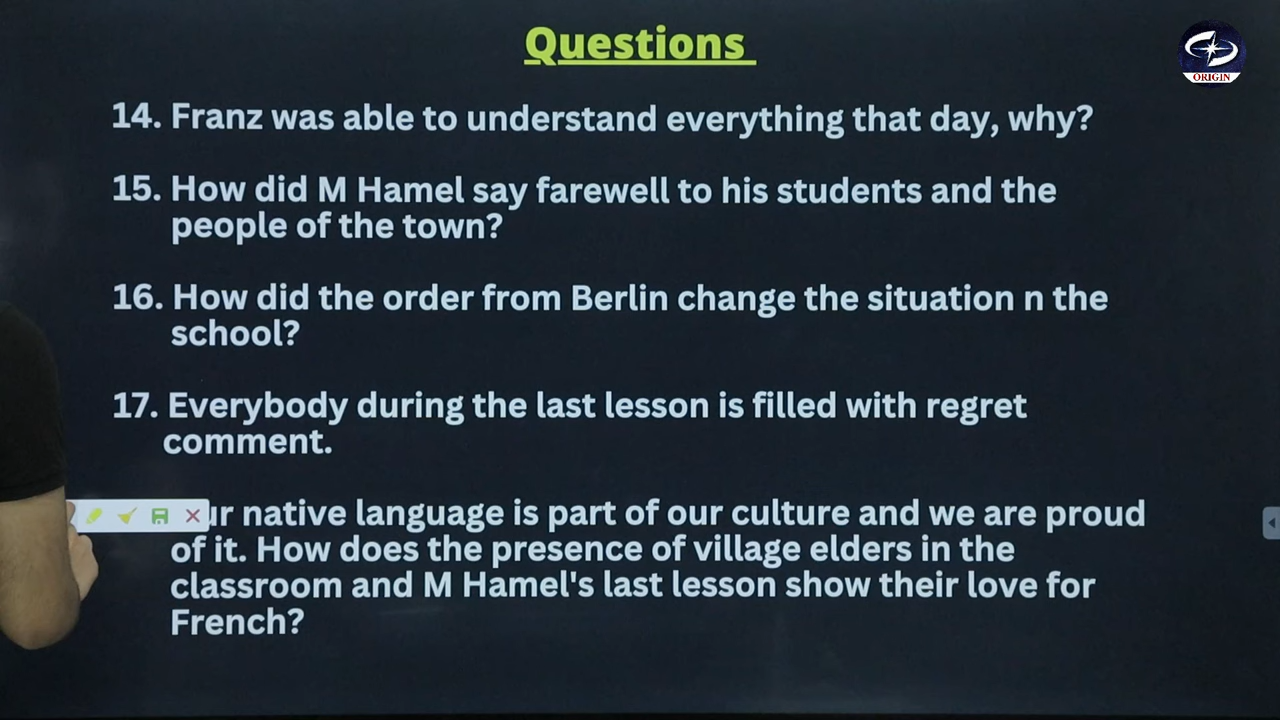 Questions
ORIGIN
14. Franz was able to understand everything that day, why?
15. How did M Hamel say farewell to his students and the
people of the town?
16. How did the order from Berlin change the situation n the
school?
17. Everybody during the last lesson is filled with regret
comment.
ur native language is part of our culture and we are proud
of it. How does the presence of village elders in the
classroom and M Hamel's last lesson show their love for
French?